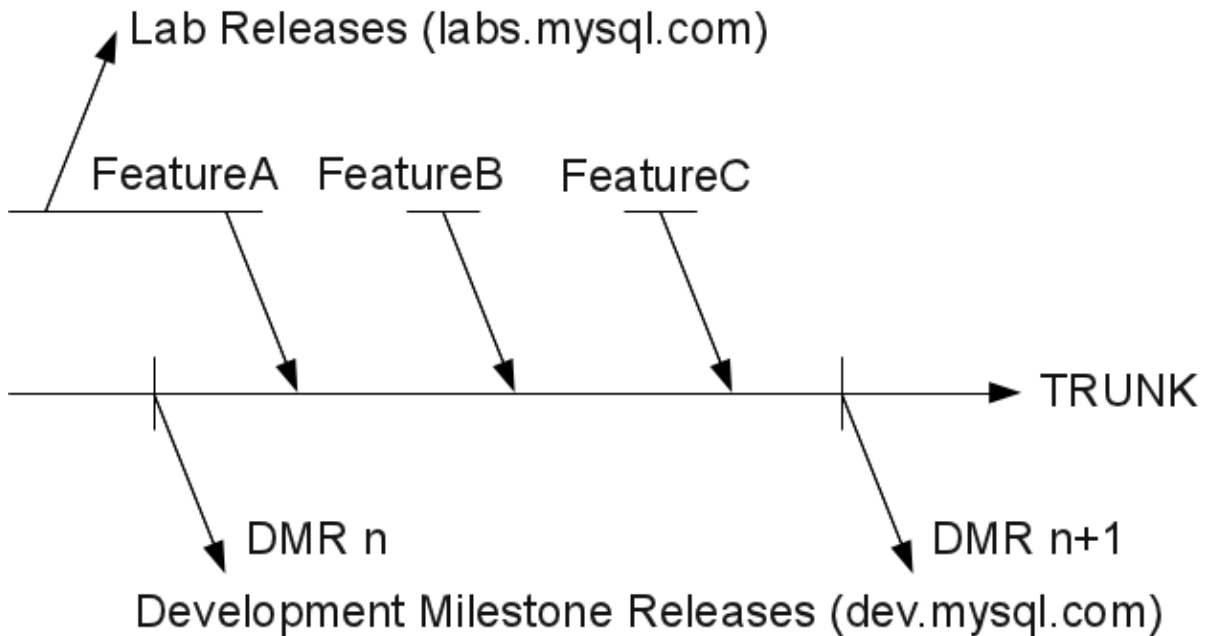 Lab Releases (labs.mysql.com)
FeatureA FeatureB FeatureC
TRUNK
DMR n DMR n+1
Development Milestone Releases (dev.mysql.com)